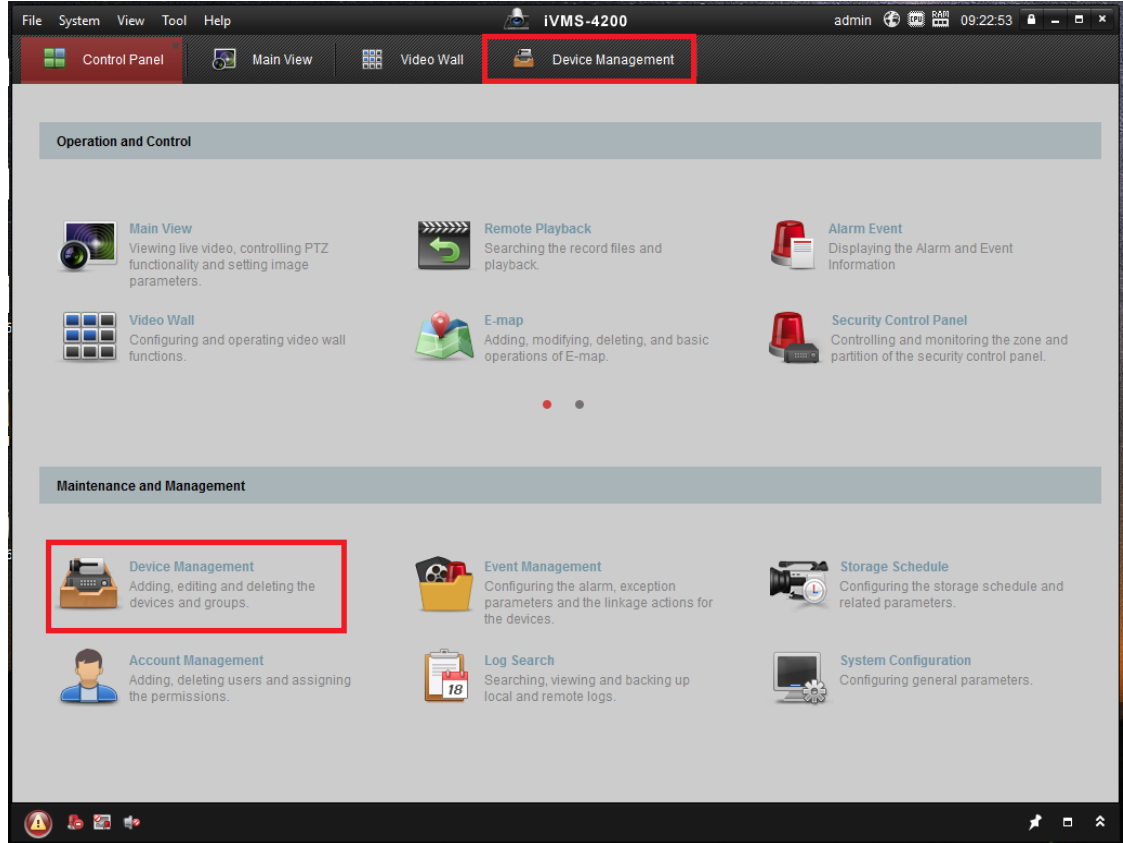 File System View Tool Help iVMS-4200 admin CPU RAM 09:22:53
Control Panel Main View Video Wall Device Management
Operation and Control
Main View
Viewing live video, controlling PTZ
functionality and setting image
parameters.
Remote Playback
Searching the record files and
playback.
Alarm Event
Displaying the Alarm and Event
Information
Video Wall
Configuring and operating video wall
functions.
E-map
Adding, modifying, deleting, and basic
operations of E-map.
Security Control Panel
Controlling and monitoring the zone and
partition of the security control panel.
Maintenance and Management
Device Management
Adding, editing and deleting the
devices and groups.
Event Management
Configuring the alarm, exception
parameters and the linkage actions for
the devices.
Storage Schedule
Configuring the storage schedule and
related parameters.
Account Management
Adding, deleting users and assigning
the permissions.
Log Search
Searching, viewing and backing up
local and remote logs.
18
System Configuration
Configuring general parameters.